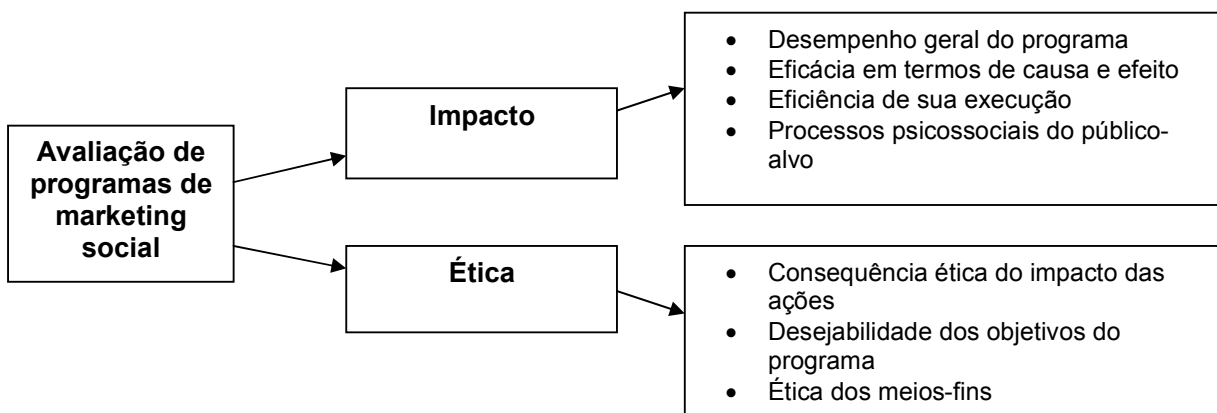 Avaliação de
programas de
marketing
social
Impacto
• Desempenho geral do programa
• Eficácia em termos de causa e efeito
• Eficiência de sua execução
• Processos psicossociais do público-
alvo
Ética
• Consequência ética do impacto das
ações
• Desejabilidade dos objetivos do
programa
• Ética dos meios-fins